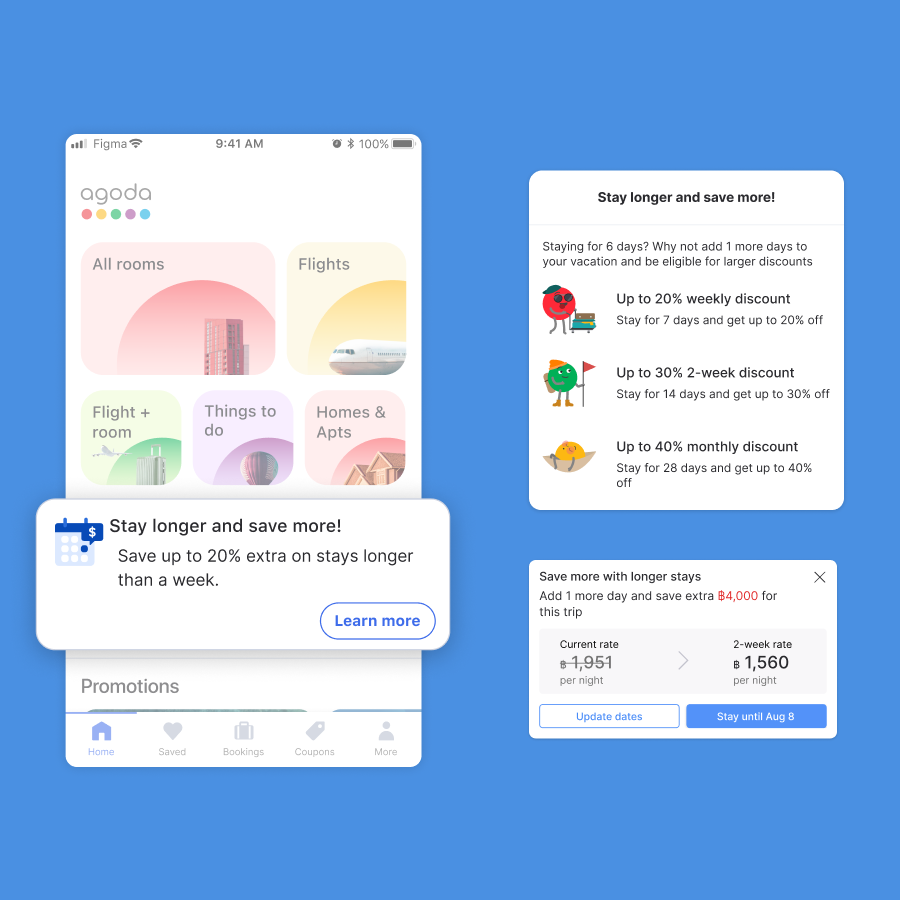 Figma 9:41 AM 100%
agoda
All rooms
Flights
Flight +
room
Things to
do
Homes &
Apts
Stay longer and save more!
Save up to 20% extra on stays longer
than a week.
Learn more
Promotions
Home
Saved
Bookings
Coupons
More
Stay longer and save more!
Staying for 6 days? Why not add 1 more days to
your vacation and be eligible for larger discounts
Up to 20% weekly discount
Stay for 7 days and get up to 20% off
Up to 30% 2-week discount
Stay for 14 days and get up to 30% off
Up to 40% monthly discount
Stay for 28 days and get up to 40%
off
Save more with longer stays
Add 1 more day and save extra ฿4,000 for
this trip
Current rate
฿ 1,951
per night
2-week rate
฿ 1,560
per night
Update dates
Stay until Aug 8